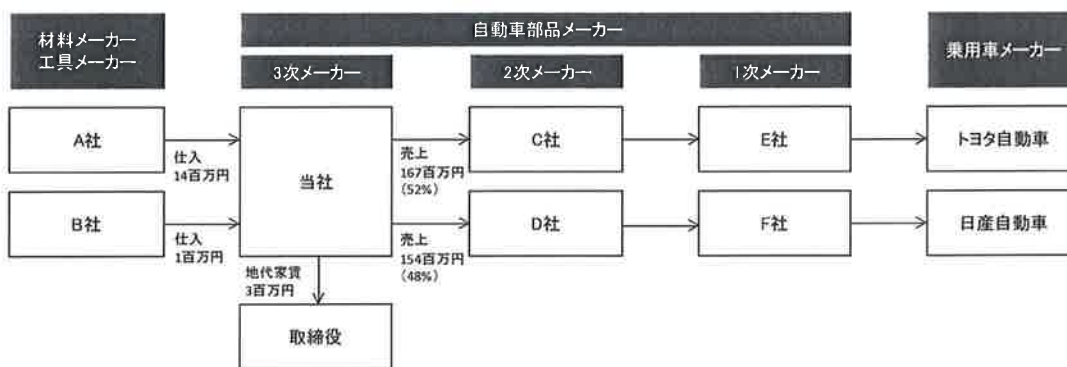 材料メーカー
工具メーカー
自動車部品メーカー
乗用車メーカー
3次メーカー
2次メーカー
1次メーカー
A社
仕入
14百万円
当社
売上
167百万円
(52%)
C社
E社
トヨタ自動車
B社
仕入
1百万円
売上
154百万円
(48%)
D社
F社
日産自動車
地代家賃
3百万円
取締役